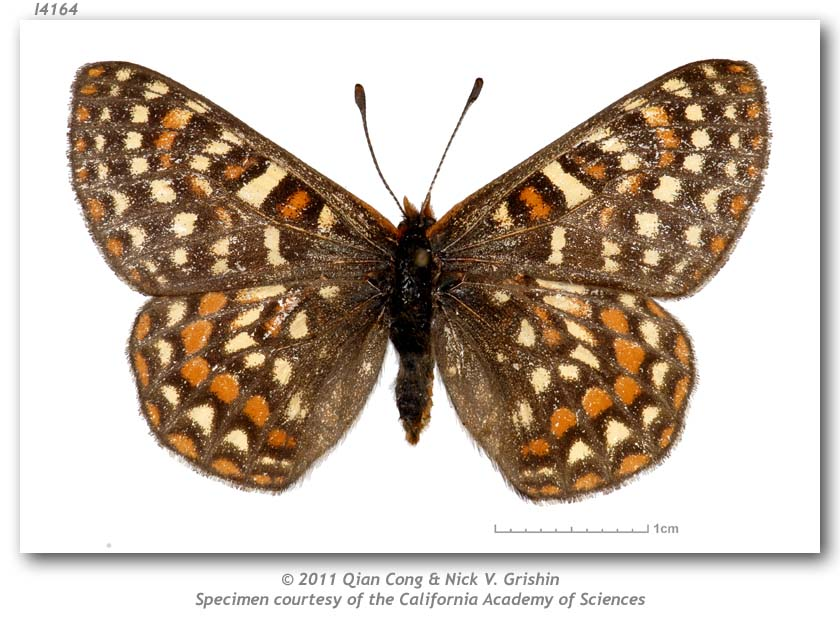 I4164
1cm
© 2011 Qian Cong & Nick V. Grishin
Specimen courtesy of the California Academy of Sciences